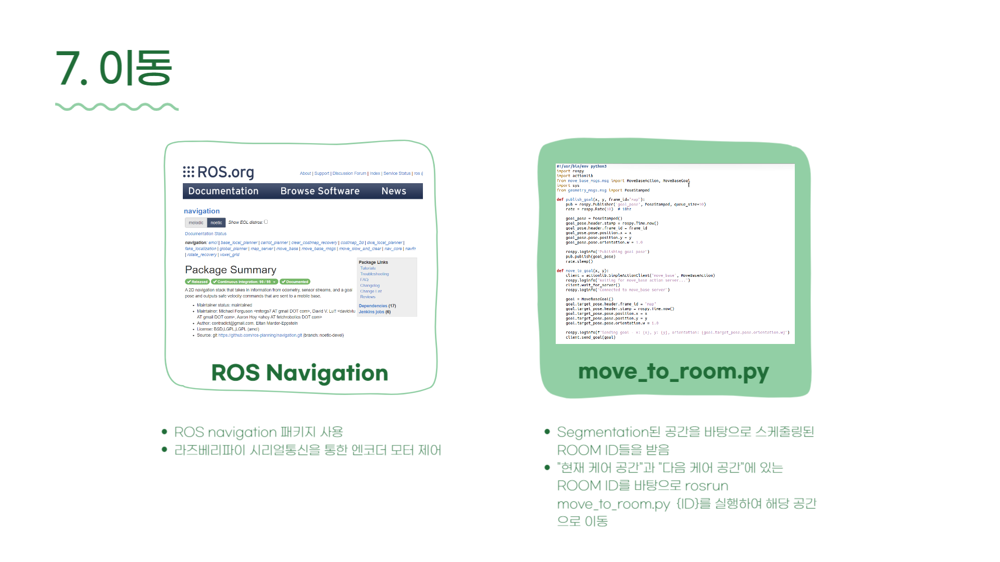 7. 이동
ROS.org
About | Support | Discussion Forum | Index | Service Status | ros
Documentation Browse Software News
navigation
melodic noetic Show EOL distros:
Documentation Status
navigation: amcl | base_local_planner | carrot_planner | clear_costmap_recovery | costmap_2d | dwa_local_planner |
fake_localization | global_planner | map_server | move_base | move_base_msgs | move_slow_and_clear | nav_core | navfn
| rotate_recovery | voxel_grid
Package Summary
Released Continuous Integration: 95 / 95 Documented
A 2D navigation stack that takes in information from odometry, sensor streams, and a goal
pose and outputs safe velocity commands that are sent to a mobile base.
• Maintainer status: maintained
• Maintainer: Michael Ferguson <mfergs7 AT gmail DOT com>, David V. Lu!! <davidvlu
AT gmail DOT com>, Aaron Hoy <ahoy AT fetchrobotics DOT com>
• Author: contradict@gmail.com, Eitan Marder-Eppstein
• License: BSD,LGPL,LGPL (amcl)
• Source: git https://github.com/ros-planning/navigation.git (branch: noetic-devel)
Package Links
Tutorials
Troubleshooting
FAQ
Changelog
Change List
Reviews
Dependencies (17)
Jenkins jobs (6)
ROS Navigation
• ROS navigation 패키지 사용
• 라즈베리파이 시리얼통신을 통한 엔코더 모터 제어
#!/usr/bin/env python3
import rospy
import actionlib
from move_base_msgs.msg import MoveBaseAction, MoveBaseGoal
import sys
from geometry_msgs.msg import PoseStamped
def publish_goal(x, y, frame_id="map"):
pub = rospy.Publisher('goal_pose', PoseStamped, queue_size=10)
rate = rospy.Rate(10) # 10hz
goal_pose = PoseStamped()
goal_pose.header.stamp = rospy.Time.now()
goal_pose.header.frame_id = frame_id
goal_pose.pose.position.x = x
goal_pose.pose.position.y = y
goal_pose.pose.orientation.w = 1.0
rospy.loginfo("Publishing goal pose")
pub.publish(goal_pose)
rate.sleep()
def move_to_goal(x, y):
client = actionlib.SimpleActionClient('move_base', MoveBaseAction)
rospy.loginfo("Waiting for move_base action server...")
client.wait_for_server()
rospy.loginfo("Connected to move_base server")
goal = MoveBaseGoal()
goal.target_pose.header.frame_id = "map"
goal.target_pose.header.stamp = rospy.Time.now()
goal.target_pose.pose.position.x = x
goal.target_pose.pose.position.y = y
goal.target_pose.pose.orientation.w = 1.0
rospy.loginfo(f"Sending goal - x: {x}, y: {y}, orientation: {goal.target_pose.pose.orientation.w}")
client.send_goal(goal)
move_to_room.py
• Segmentation된 공간을 바탕으로 스케줄링된
ROOM ID들을 받음
• "현재 케어 공간"과 "다음 케어 공간"에 있는
ROOM ID를 바탕으로 rosrun
move_to_room.py {ID}를 실행하여 해당 공간
으로 이동